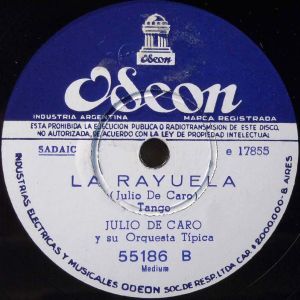 Odeon
INDUSTRIA ARGENTINA MARCA REGISTRADA
ESTA PROHIBIDA LA EJECUCION PUBLICA O RADIOTRANSMISION DE ESTE DISCO,
NO AUTORIZADA, DE ACUERDO CON LA LEY DE PROPIEDAD INTELECTUAL
SADAIC e 17855
LA RAYUELA
(Julio De Caro)
Tango
JULIO DE CARO
y su Orquesta Típica
55186 B
Medium
INDUSTRIAS ELECTRICAS Y MUSICALES ODEON SOC. DE RESP. LTDA CAP. $2.000.000.- B. AIRES